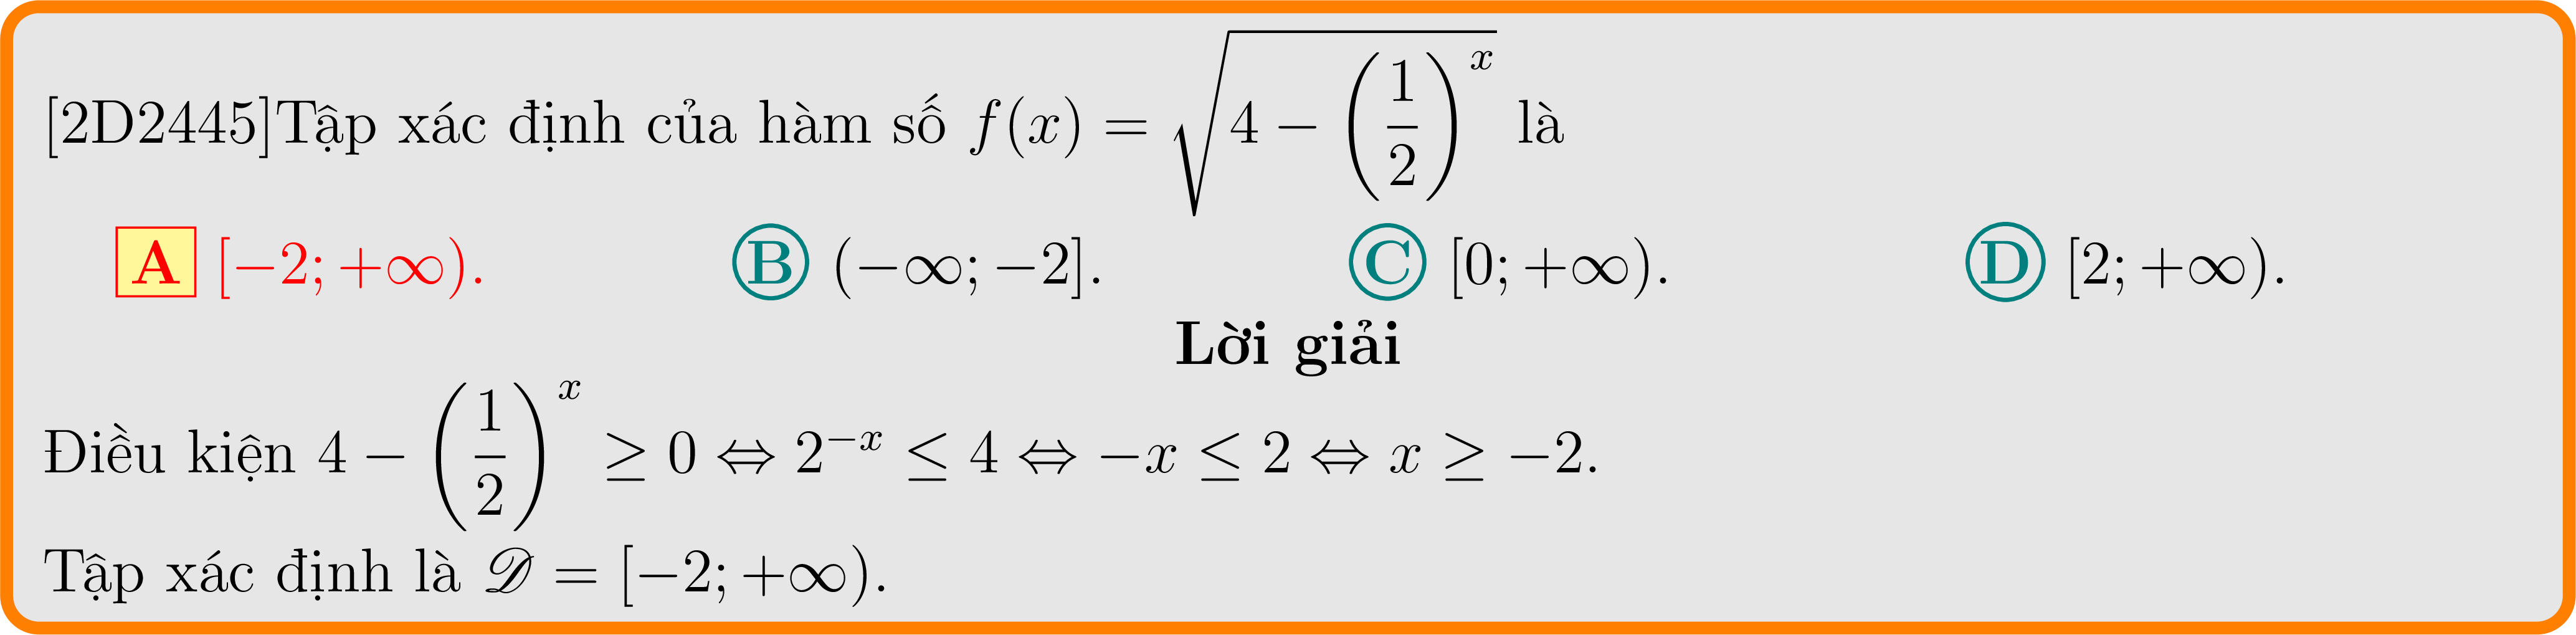 [2D2445]Tập xác định của hàm số $f(x) = \sqrt{4 - \left(\dfrac{1}{2}\right)^x}$ là
A $[-2; +\infty)$. B $(-\infty; -2]$. C $[0; +\infty)$. D $[2; +\infty)$.
Lời giải
Điều kiện $4 - \left(\dfrac{1}{2}\right)^x \geq 0 \Leftrightarrow 2^{-x} \leq 4 \Leftrightarrow -x \leq 2 \Leftrightarrow x \geq -2$.
Tập xác định là $\mathscr{D} = [-2; +\infty)$.